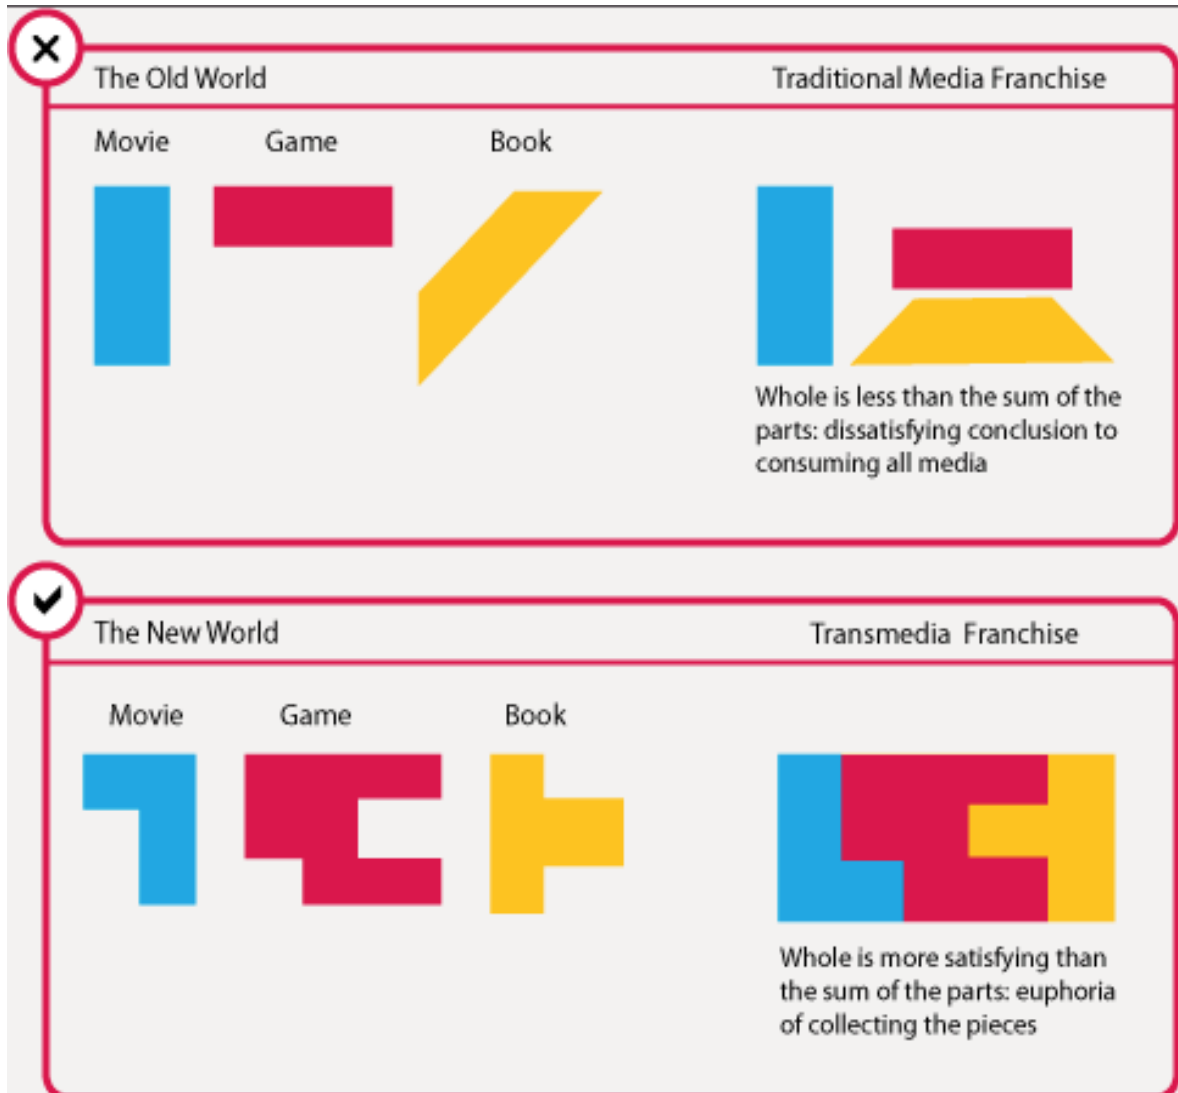 The Old World
Traditional Media Franchise
Movie
Game
Book
Whole is less than the sum of the
parts: dissatisfying conclusion to
consuming all media
The New World
Transmedia Franchise
Movie
Game
Book
Whole is more satisfying than
the sum of the parts: euphoria
of collecting the pieces